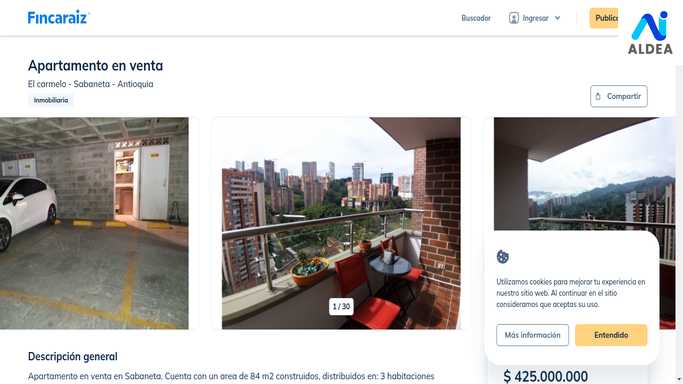 Fincaraiz
Buscador
Ingresar
ALDEA
Apartamento en venta
El carmelo - Sabaneta - Antioquia
Inmobiliaria
Compartir
1 / 30
Utilizamos cookies para mejorar tu experiencia en
nuestro sitio web. Al continuar en el sitio
consideramos que aceptas su uso.
Más información
Entendido
Descripción general
$ 425.000.000
Apartamento en venta en Sabaneta. Cuenta con un area de 84 m2 construidos, distribuidos en: 3 habitaciones